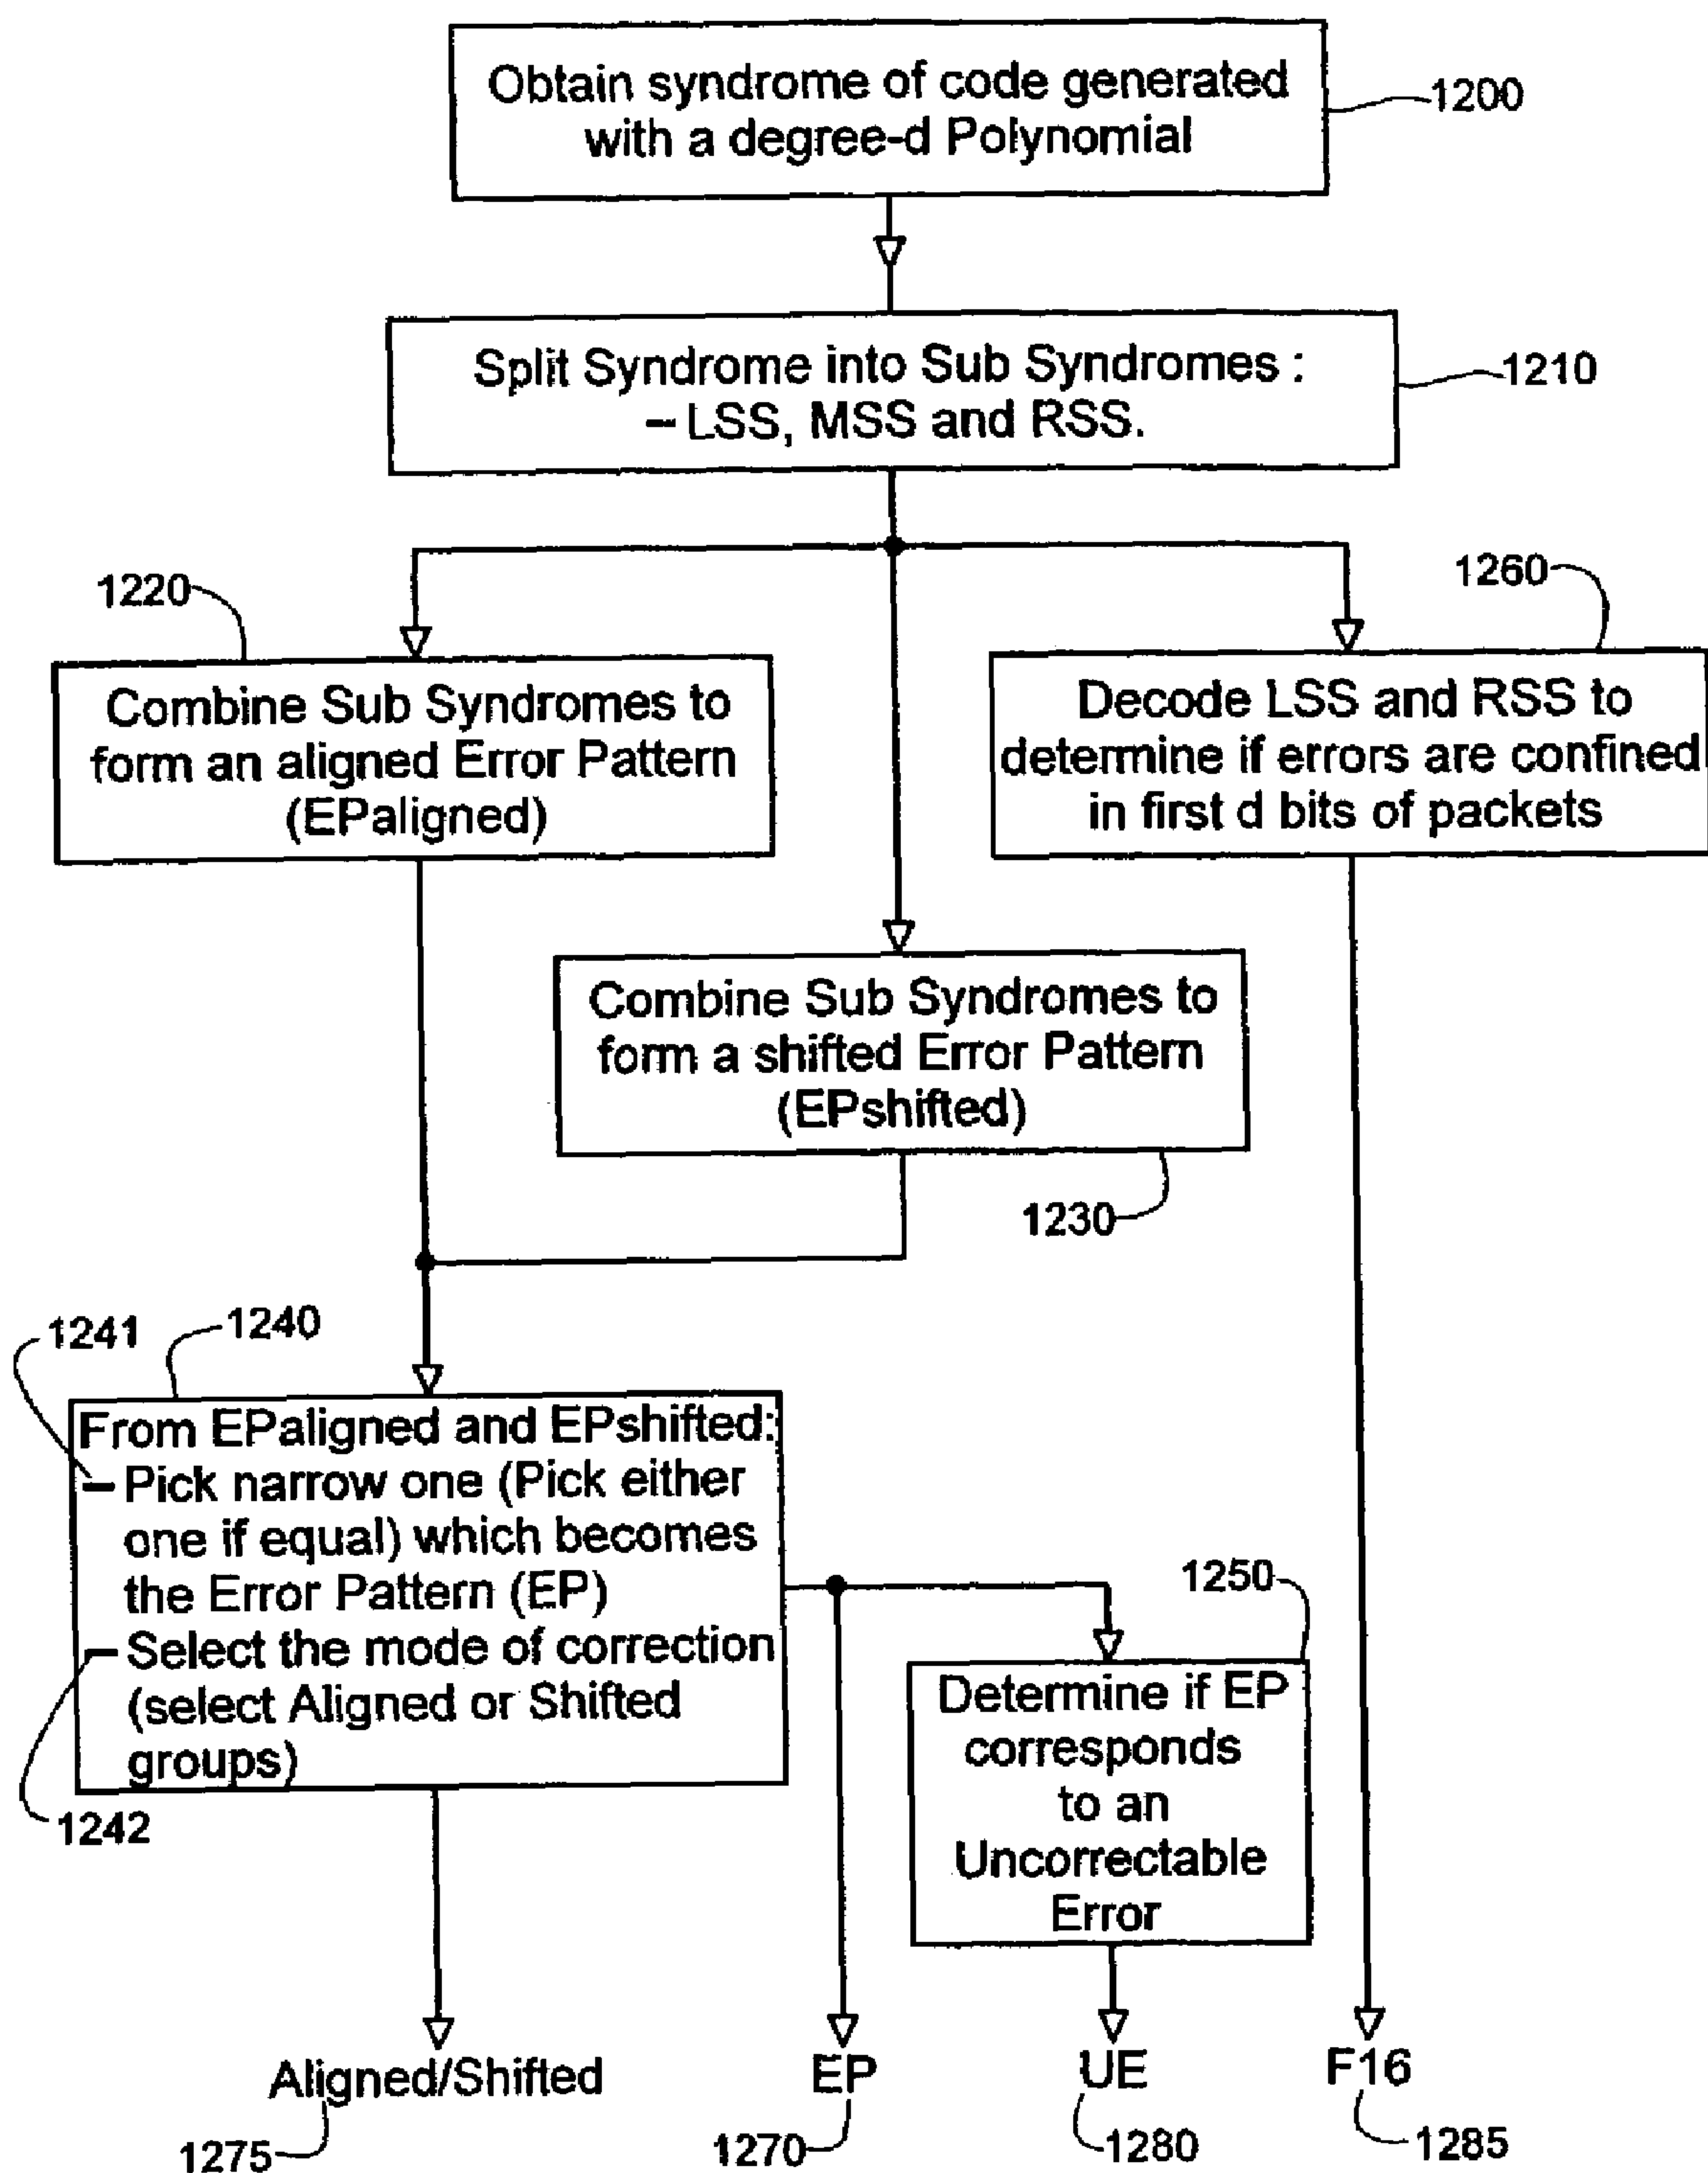 Obtain syndrome of code generated
with a degree-d Polynomial
1200
Split Syndrome into Sub Syndromes :
– LSS, MSS and RSS.
1210
1220
Combine Sub Syndromes to
form an aligned Error Pattern
(EPaligned)
1260
Decode LSS and RSS to
determine if errors are confined
in first d bits of packets
Combine Sub Syndromes to
form a shifted Error Pattern
(EPshifted)
1230
1241
1240
From EPaligned and EPshifted:
– Pick narrow one (Pick either
one if equal) which becomes
the Error Pattern (EP)
– Select the mode of correction
(select Aligned or Shifted
groups)
1242
1250
Determine if EP
corresponds
to an
Uncorrectable
Error
Aligned/Shifted
EP
UE
F16
1275
1270
1280
1285